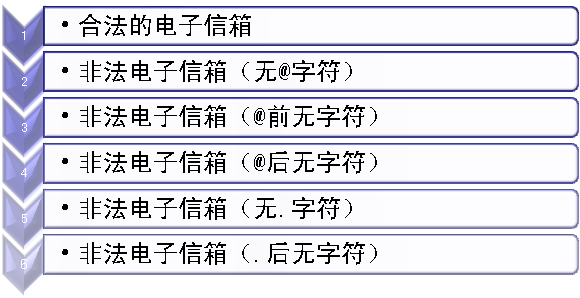 1
• 合法的电子信箱
2
• 非法电子信箱（无@字符）
3
• 非法电子信箱（@前无字符）
4
• 非法电子信箱（@后无字符）
5
• 非法电子信箱（无.字符）
6
• 非法电子信箱（.后无字符）